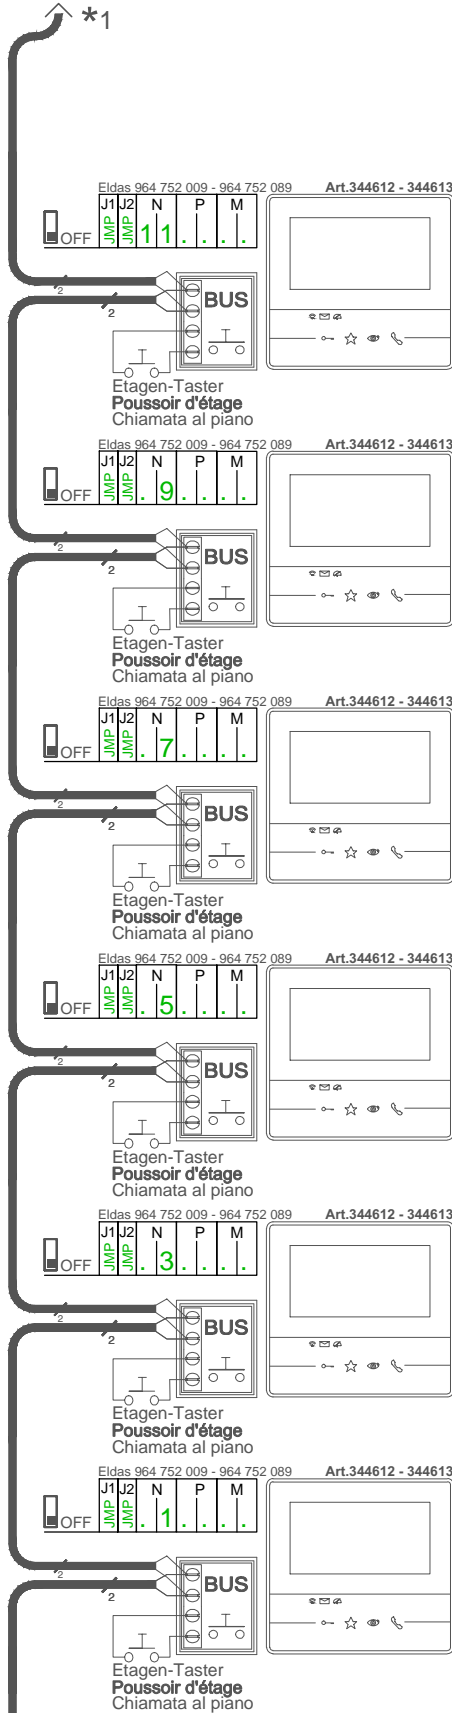 *1
Eldas 964 752 009 - 964 752 089 Art.344612 - 344613
J1 J2 N P M
OFF JMP JMP 1 1 . . . .
2
BUS
2
Etagen-Taster
Poussoir d'étage
Chiamata al piano
Eldas 964 752 009 - 964 752 089 Art.344612 - 344613
J1 J2 N P M
OFF JMP JMP . 9 . . . .
2
BUS
2
Etagen-Taster
Poussoir d'étage
Chiamata al piano
Eldas 964 752 009 - 964 752 089 Art.344612 - 344613
J1 J2 N P M
OFF JMP JMP . 7 . . . .
2
BUS
2
Etagen-Taster
Poussoir d'étage
Chiamata al piano
Eldas 964 752 009 - 964 752 089 Art.344612 - 344613
J1 J2 N P M
OFF JMP JMP . 5 . . . .
2
BUS
2
Etagen-Taster
Poussoir d'étage
Chiamata al piano
Eldas 964 752 009 - 964 752 089 Art.344612 - 344613
J1 J2 N P M
OFF JMP JMP . 3 . . . .
2
BUS
2
Etagen-Taster
Poussoir d'étage
Chiamata al piano
Eldas 964 752 009 - 964 752 089 Art.344612 - 344613
J1 J2 N P M
OFF JMP JMP . 1 . . . .
2
BUS
2
Etagen-Taster
Poussoir d'étage
Chiamata al piano